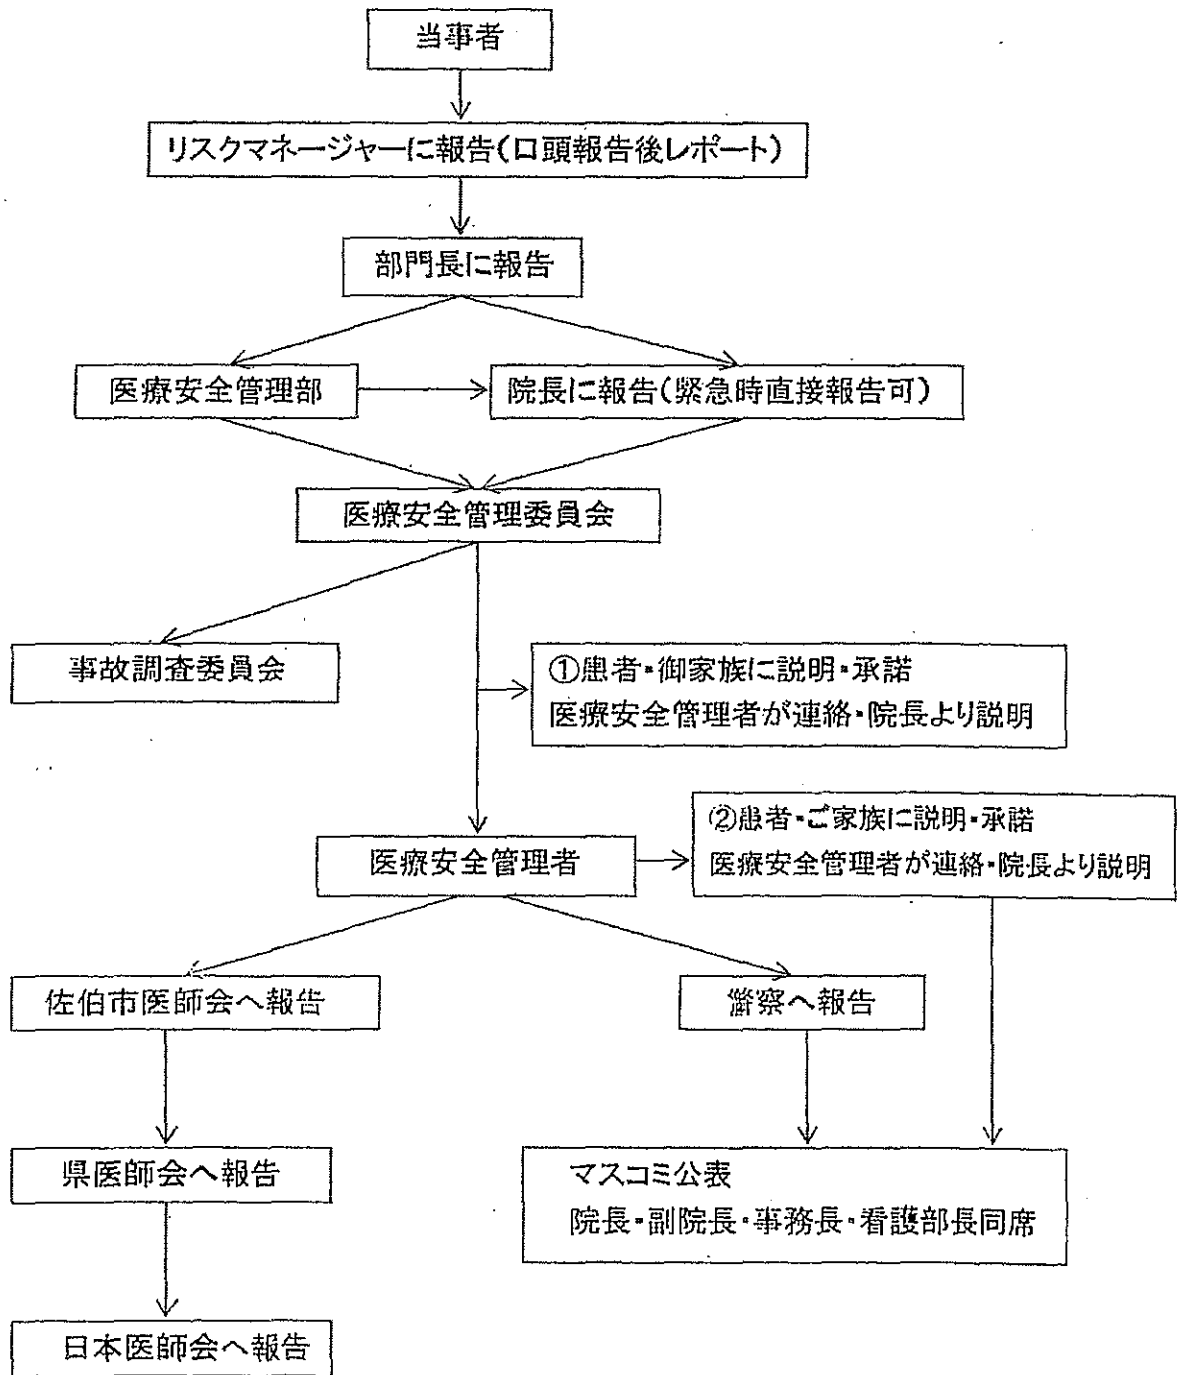 当事者
リスクマネージャーに報告(口頭報告後レポート)
部門長に報告
医療安全管理部
院長に報告(緊急時直接報告可)
医療安全管理委員会
事故調査委員会
①患者・御家族に説明・承諾
医療安全管理者が連絡・院長より説明
医療安全管理者
②患者・ご家族に説明・承諾
医療安全管理者が連絡・院長より説明
佐伯市医師会へ報告
警察へ報告
県医師会へ報告
マスコミ公表
院長・副院長・事務長・看護部長同席
日本医師会へ報告